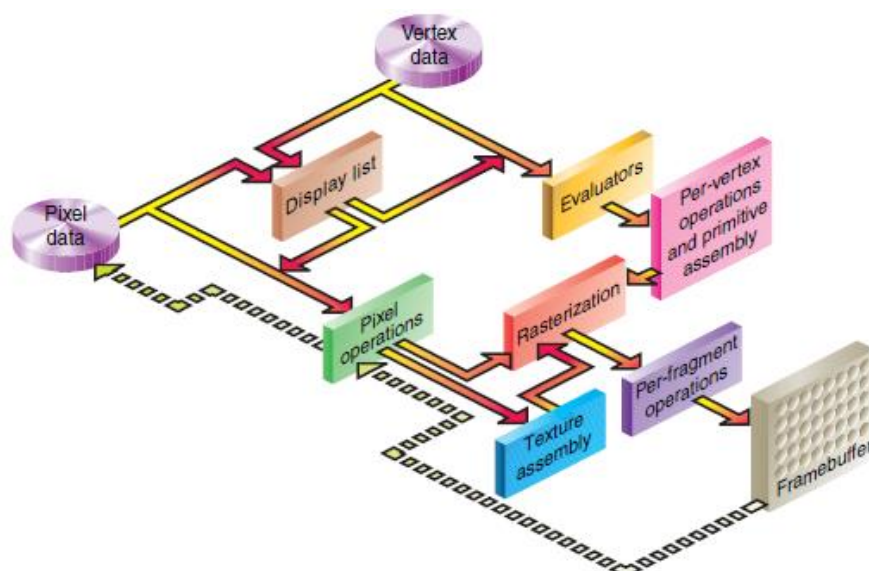 Vertex
data
Display list
Evaluators
Per-vertex
operations
and primitive
assembly
Pixel
data
Pixel
operations
Rasterization
Per-fragment
operations
Texture
assembly
Framebuffer